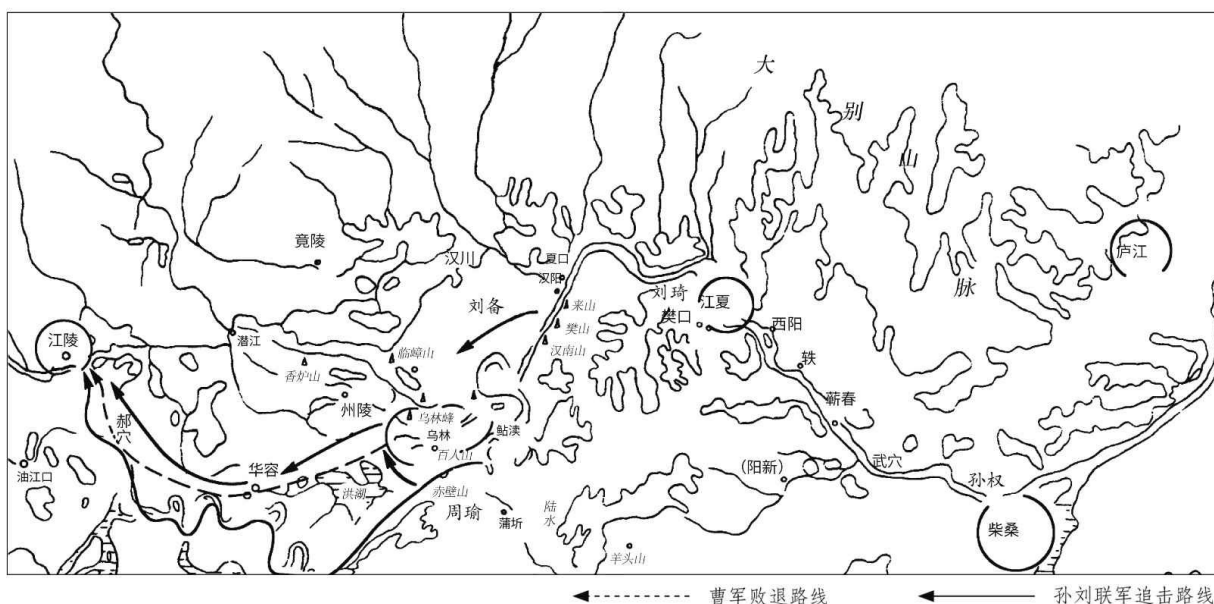 大别山脉
庐江
竟陵
汉川
夏口
汉阳
刘琦
江夏
樊口
刘备
来山
樊山
汉南山
西阳
轪
蕲春
江陵
潜江
香炉山
临嶂山
州陵
乌林峰
乌林
鲇渎
百人山
郝穴
华容
油江口
洪湖
赤壁山
周瑜
蒲圻
陆水
羊头山
(阳新)
武穴
孙权
柴桑
曹军败退路线
孙刘联军追击路线